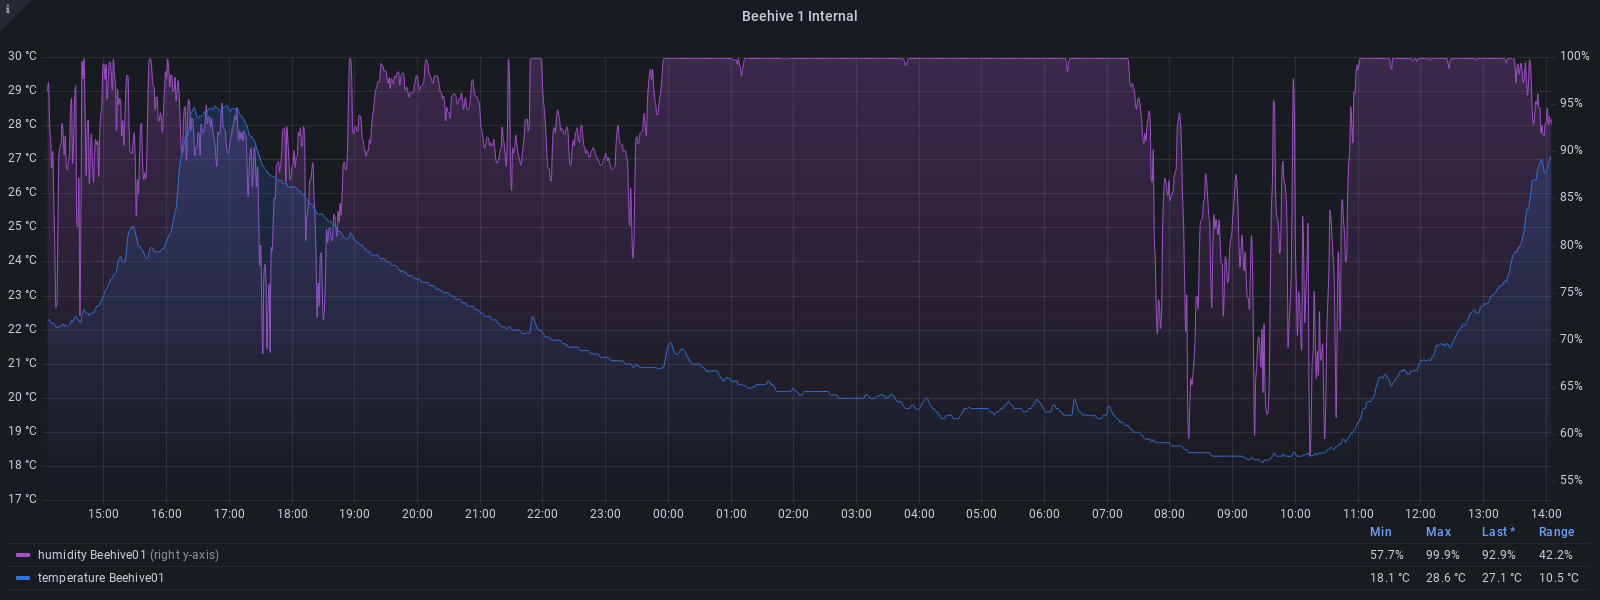 i
Beehive 1 Internal
30 °C 100%
29 °C 95%
28 °C 90%
27 °C 85%
26 °C 80%
25 °C 75%
24 °C 70%
23 °C 65%
22 °C 60%
21 °C 55%
20 °C
19 °C
18 °C
17 °C
15:00 16:00 17:00 18:00 19:00 20:00 21:00 22:00 23:00 00:00 01:00 02:00 03:00 04:00 05:00 06:00 07:00 08:00 09:00 10:00 11:00 12:00 13:00 14:00
Min Max Last * Range
humidity Beehive01 (right y-axis) 57.7% 99.9% 92.9% 42.2%
temperature Beehive01 18.1 °C 28.6 °C 27.1 °C 10.5 °C